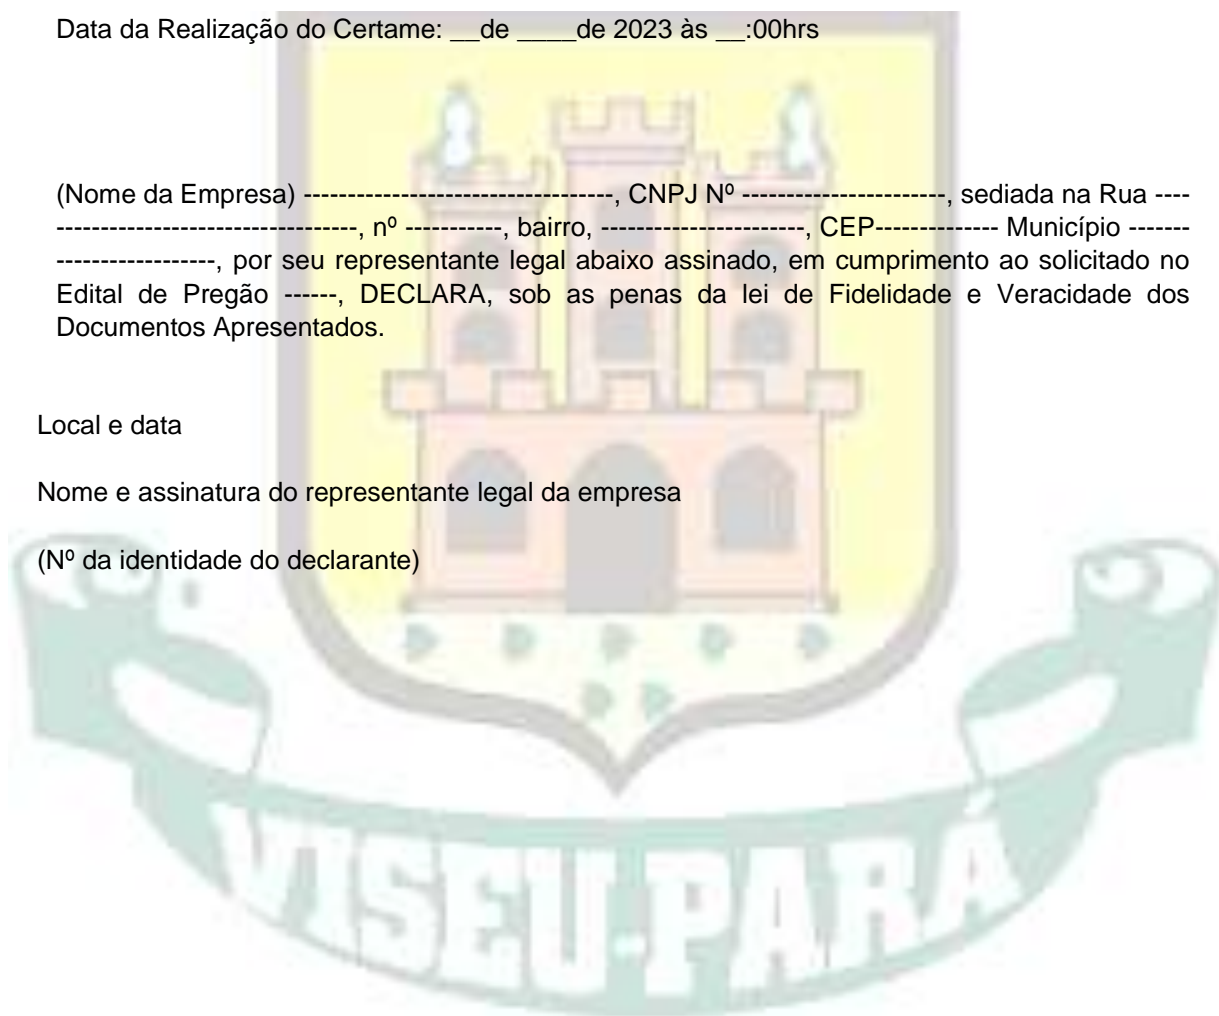 Data da Realização do Certame: __de ____de 2023 às __:00hrs
(Nome da Empresa) -----------------------------------, CNPJ Nº -----------------------, sediada na Rua ----
----------------------------------, nº -----------, bairro, -----------------------, CEP-------------- Município -------
------------------, por seu representante legal abaixo assinado, em cumprimento ao solicitado no
Edital de Pregão ------, DECLARA, sob as penas da lei de Fidelidade e Veracidade dos
Documentos Apresentados.
Local e data
Nome e assinatura do representante legal da empresa
(Nº da identidade do declarante)
VISEU-PARÁ